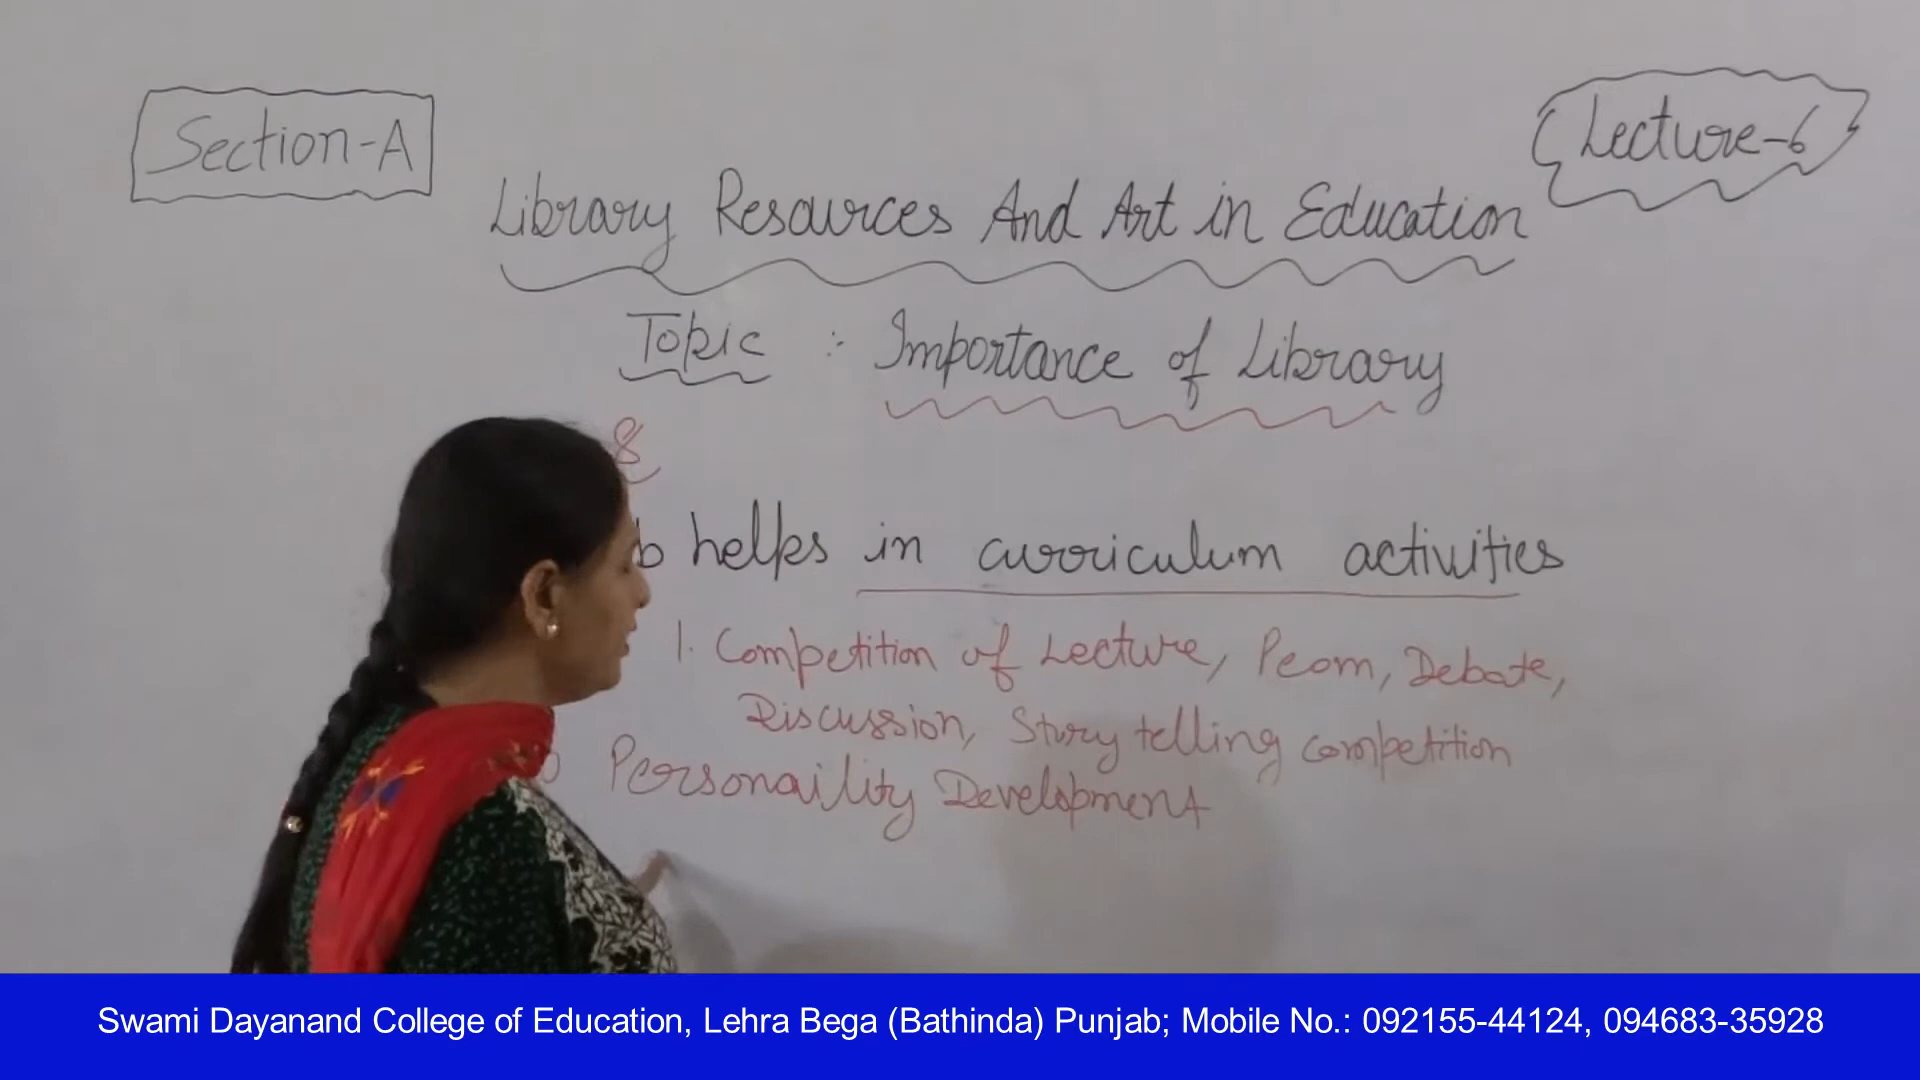 Section-A
Lecture-6
Library Resources And Art in Education
Topic :- Importance of Library
8
helps in curriculum activities
1. Competition of Lecture, Peom, Debate,
Discussion, Story telling competition
Personaility Development
Swami Dayanand College of Education, Lehra Bega (Bathinda) Punjab; Mobile No.: 092155-44124, 094683-35928